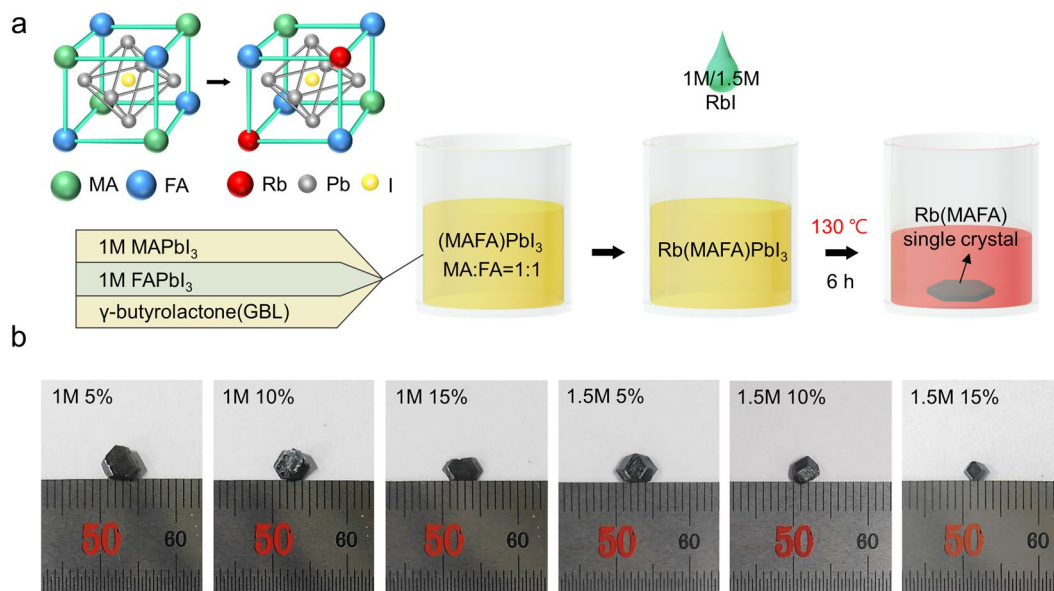 a
MA
FA
Rb
Pb
I
1M/1.5M
RbI
1M MAPbI₃
1M FAPbI₃
γ-butyrolactone(GBL)
(MAFA)PbI₃
MA:FA=1:1
Rb(MAFA)PbI₃
130 ℃
6 h
Rb(MAFA)
single crystal
b
1M 5%
1M 10%
1M 15%
1.5M 5%
1.5M 10%
1.5M 15%
50 60
50 60
50 60
50 60
50 60
50 60